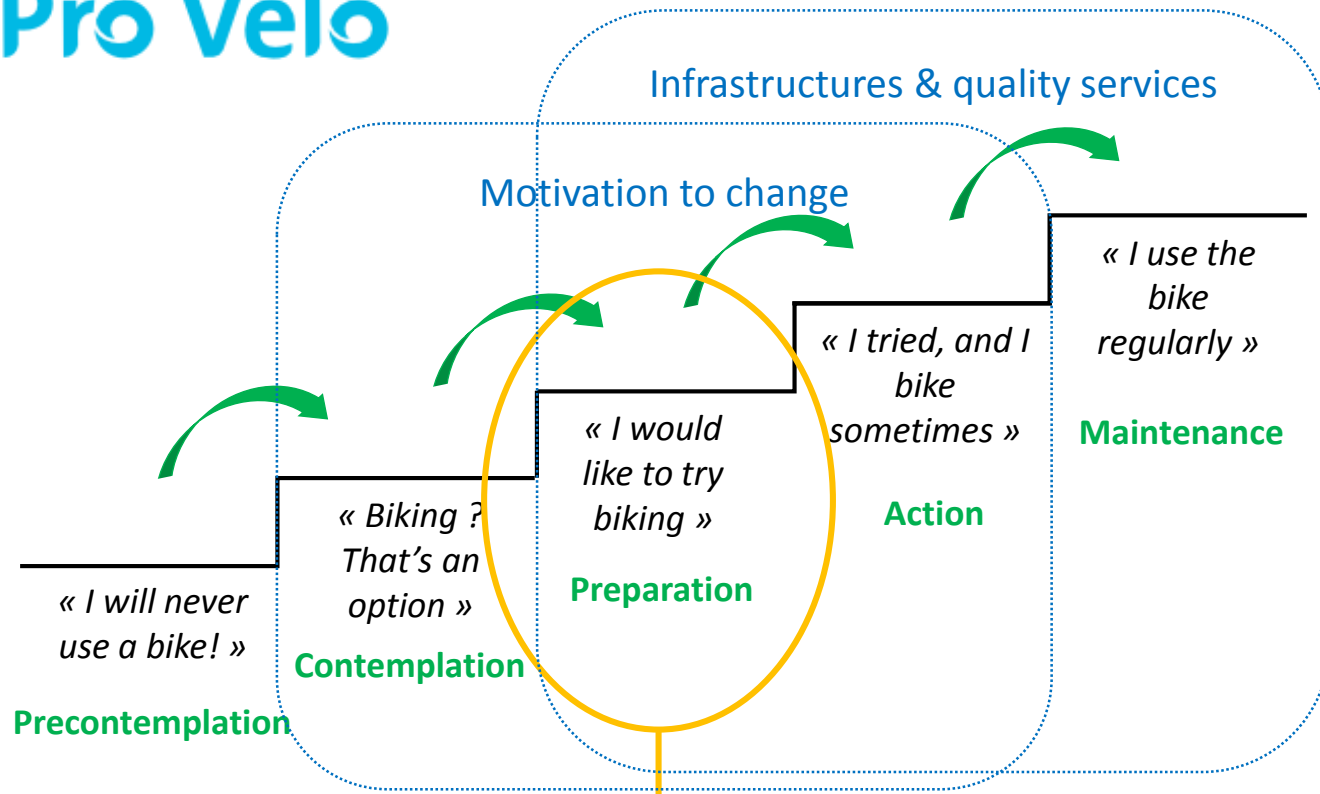 Pro Velo
Infrastructures & quality services
Motivation to change
« I will never
use a bike! »
Precontemplation
« Biking ?
That’s an
option »
Contemplation
« I would
like to try
biking »
Preparation
« I tried, and I
bike
sometimes »
Action
« I use the
bike
regularly »
Maintenance